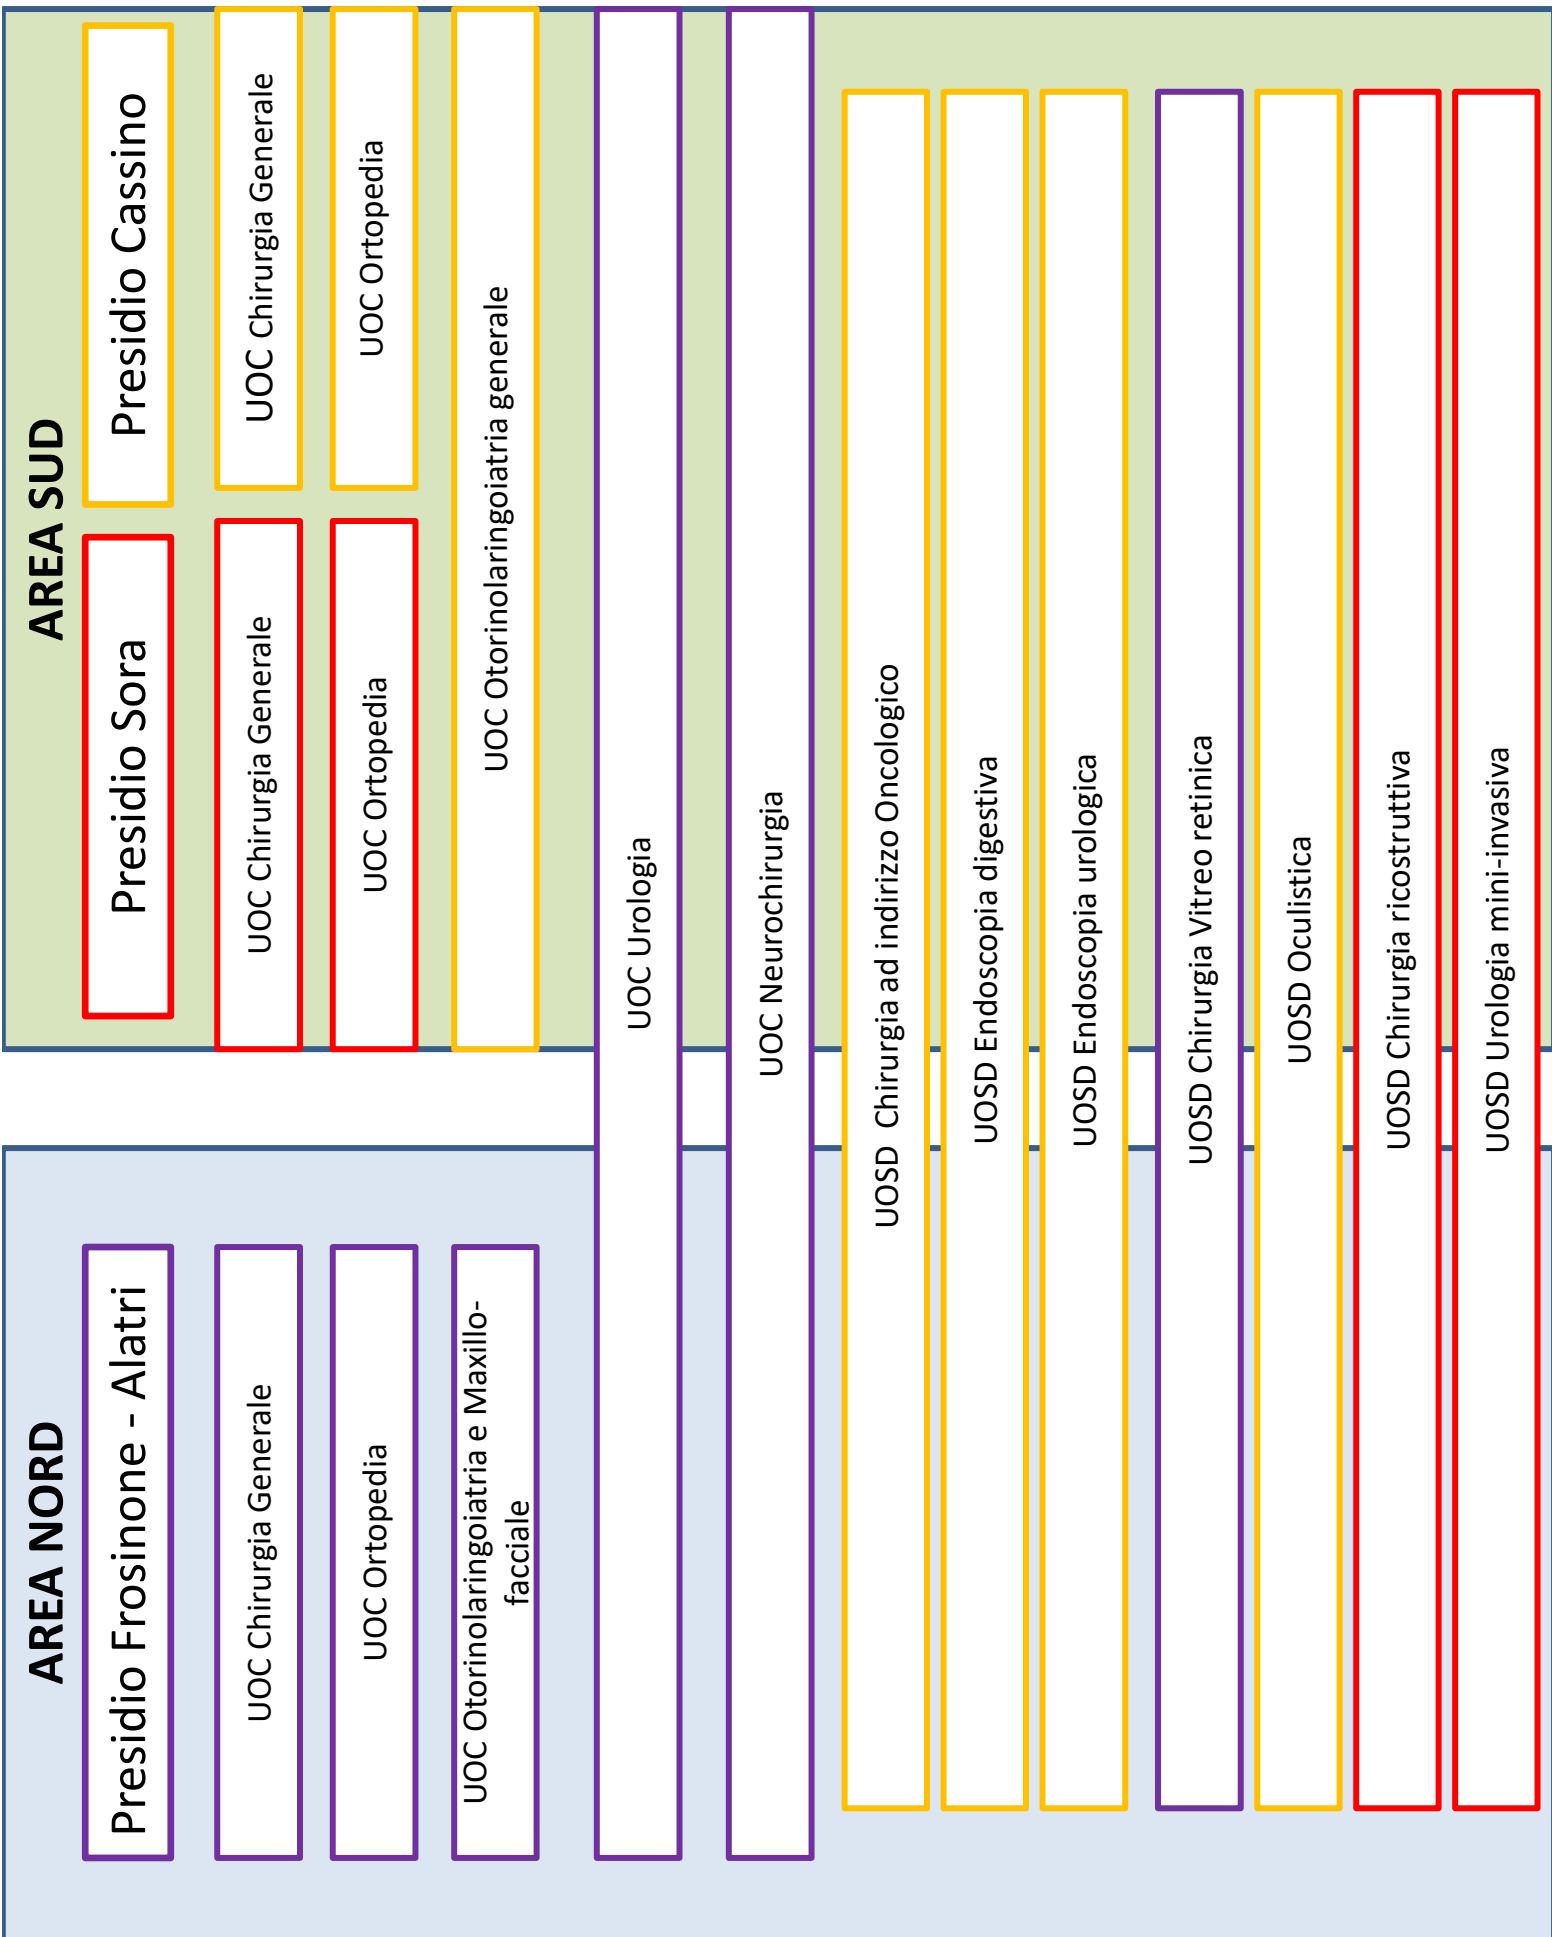 AREA NORD
AREA SUD
Presidio Frosinone - Alatri
Presidio Sora
Presidio Cassino
UOC Chirurgia Generale
UOC Chirurgia Generale
UOC Chirurgia Generale
UOC Ortopedia
UOC Ortopedia
UOC Ortopedia
UOC Otorinolaringoiatria e Maxillo-
facciale
UOC Otorinolaringoiatria generale
UOC Urologia
UOC Neurochirurgia
UOSD  Chirurgia ad indirizzo Oncologico
UOSD Endoscopia digestiva
UOSD Endoscopia urologica
UOSD Chirurgia Vitreo retinica
UOSD Oculistica
UOSD Chirurgia ricostruttiva
UOSD Urologia mini-invasiva